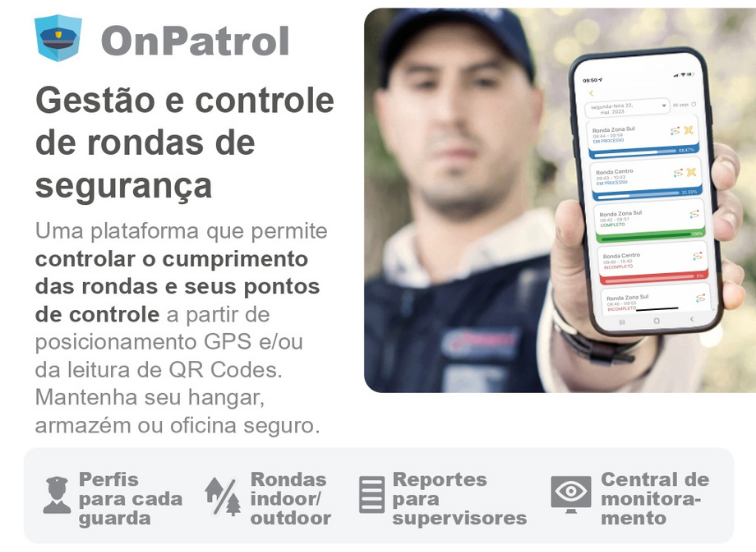 OnPatrol
Gestão e controle
de rondas de
segurança
Uma plataforma que permite
controlar o cumprimento
das rondas e seus pontos
de controle a partir de
posicionamento GPS e/ou
da leitura de QR Codes.
Mantenha seu hangar,
armazém ou oficina seguro.
09:50
segunda-feira 22,
mai. 2023
Ronda Zona Sul
EM PROCESSO
Ronda Centro
EM PROCESSO
Ronda Zona Sul
COMPLETO
100%
Ronda Centro
INCOMPLETO
Ronda Zona Sul
INCOMPLETO
Perfis
para cada
guarda
Rondas
indoor/
outdoor
Reportes
para
supervisores
Central de
monitora-
mento